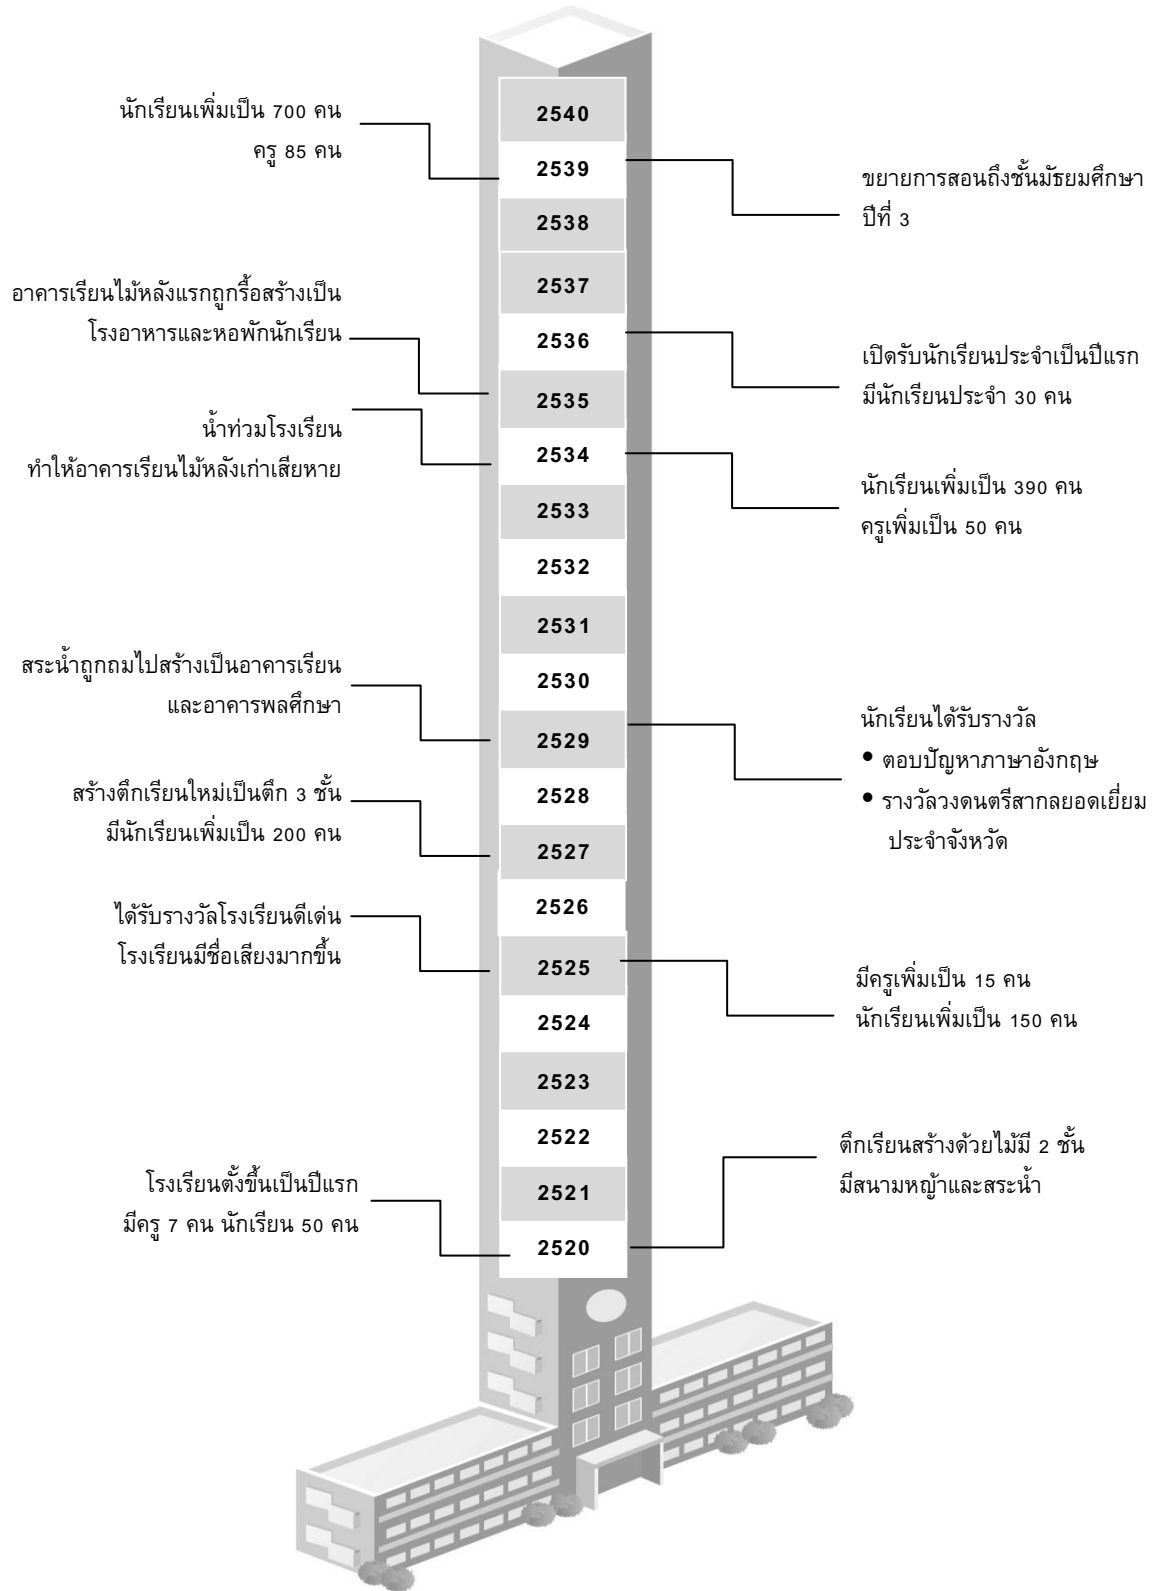 2540
นักเรียนเพิ่มเป็น 700 คน
ครู 85 คน
2539
ขยายการสอนถึงชั้นมัธยมศึกษา
ปีที่ 3
2538
2537
อาคารเรียนไม้หลังแรกถูกรื้อสร้างเป็น
โรงอาหารและหอพักนักเรียน
2536
เปิดรับนักเรียนประจำเป็นปีแรก
มีนักเรียนประจำ 30 คน
2535
น้ำท่วมโรงเรียน
ทำให้อาคารเรียนไม้หลังเก่าเสียหาย
2534
นักเรียนเพิ่มเป็น 390 คน
ครูเพิ่มเป็น 50 คน
2533
2532
2531
สระน้ำถูกถมไปสร้างเป็นอาคารเรียน
และอาคารพลศึกษา
2530
2529
นักเรียนได้รับรางวัล
• ตอบปัญหาภาษาอังกฤษ
• รางวัลวงดนตรีสากลยอดเยี่ยม
ประจำจังหวัด
สร้างตึกเรียนใหม่เป็นตึก 3 ชั้น
มีนักเรียนเพิ่มเป็น 200 คน
2528
2527
2526
ได้รับรางวัลโรงเรียนดีเด่น
โรงเรียนมีชื่อเสียงมากขึ้น
2525
มีครูเพิ่มเป็น 15 คน
นักเรียนเพิ่มเป็น 150 คน
2524
2523
2522
ตึกเรียนสร้างด้วยไม้มี 2 ชั้น
มีสนามหญ้าและสระน้ำ
2521
โรงเรียนตั้งขึ้นเป็นปีแรก
มีครู 7 คน นักเรียน 50 คน
2520